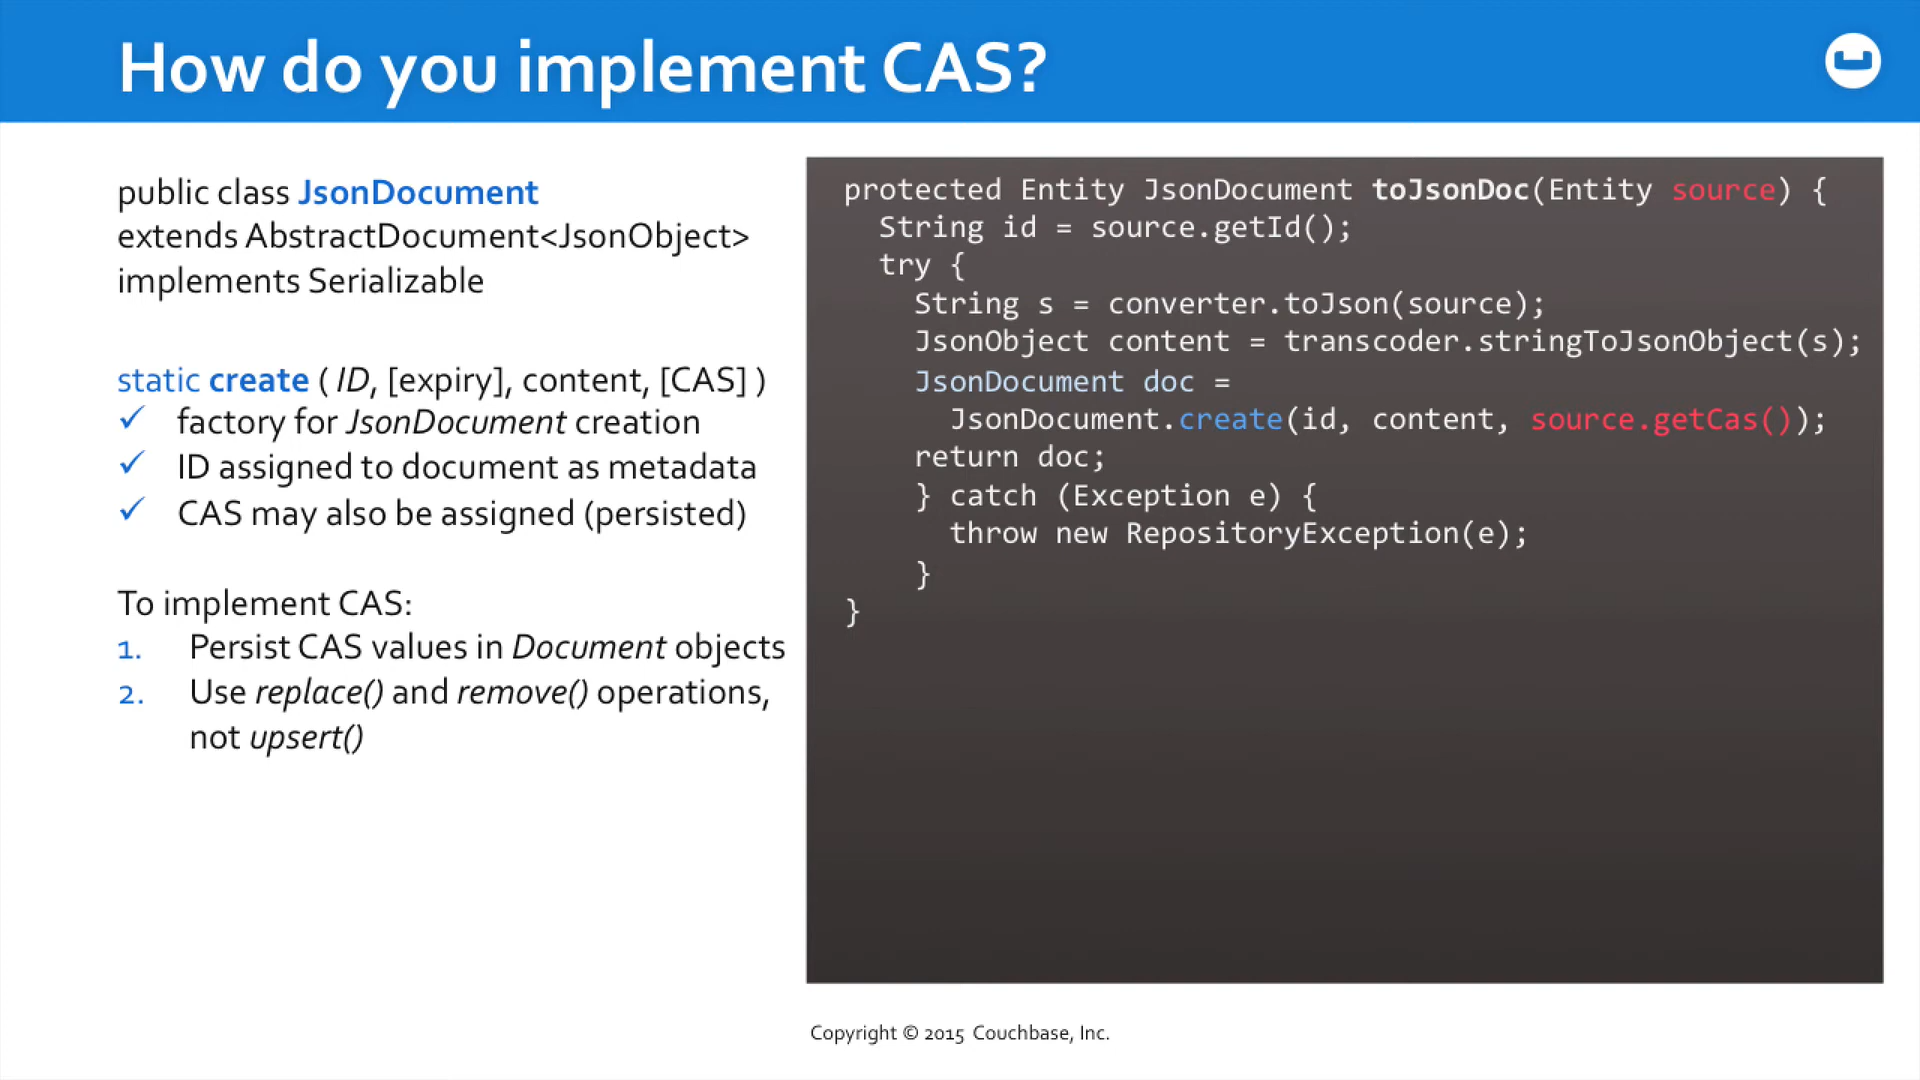 How do you implement CAS?
public class JsonDocument
extends AbstractDocument<JsonObject>
implements Serializable
static create ( ID, [expiry], content, [CAS] )
✓ factory for JsonDocument creation
✓ ID assigned to document as metadata
✓ CAS may also be assigned (persisted)
To implement CAS:
1. Persist CAS values in Document objects
2. Use replace() and remove() operations,
not upsert()
protected Entity JsonDocument toJsonDoc(Entity source) {
String id = source.getId();
try {
String s = converter.toJson(source);
JsonObject content = transcoder.stringToJsonObject(s);
JsonDocument doc =
JsonDocument.create(id, content, source.getCas());
return doc;
} catch (Exception e) {
throw new RepositoryException(e);
}
}
Copyright © 2015 Couchbase, Inc.